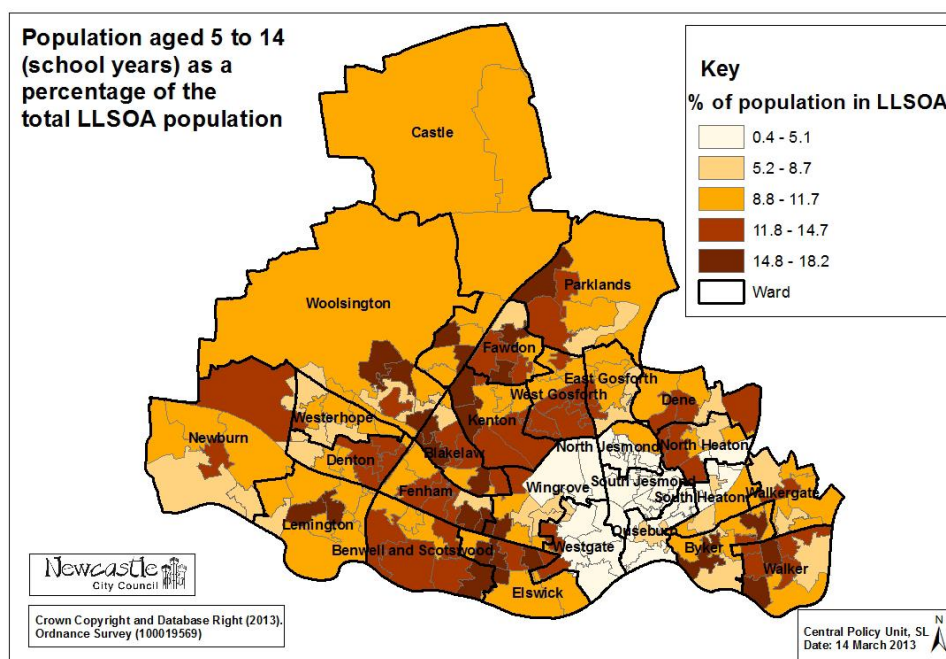 Population aged 5 to 14
(school years) as a
percentage of the
total LLSOA population
Key
% of population in LLSOA
0.4 - 5.1
5.2 - 8.7
8.8 - 11.7
11.8 - 14.7
14.8 - 18.2
Ward
Castle
Woolsington
Parklands
Fawdon
East Gosforth
West Gosforth
Dene
Westerhope
Kenton
Newburn
Blakelaw
North Jesmond
North Heaton
Denton
Wingrove
South Jesmond
South Heaton
Walkergate
Fenham
Lemington
Ouseburn
Benwell and Scotswood
Westgate
Byker
Walker
Elswick
Newcastle
City Council
Crown Copyright and Database Right (2013).
Ordnance Survey (100019569)
Central Policy Unit, SL
Date: 14 March 2013
N